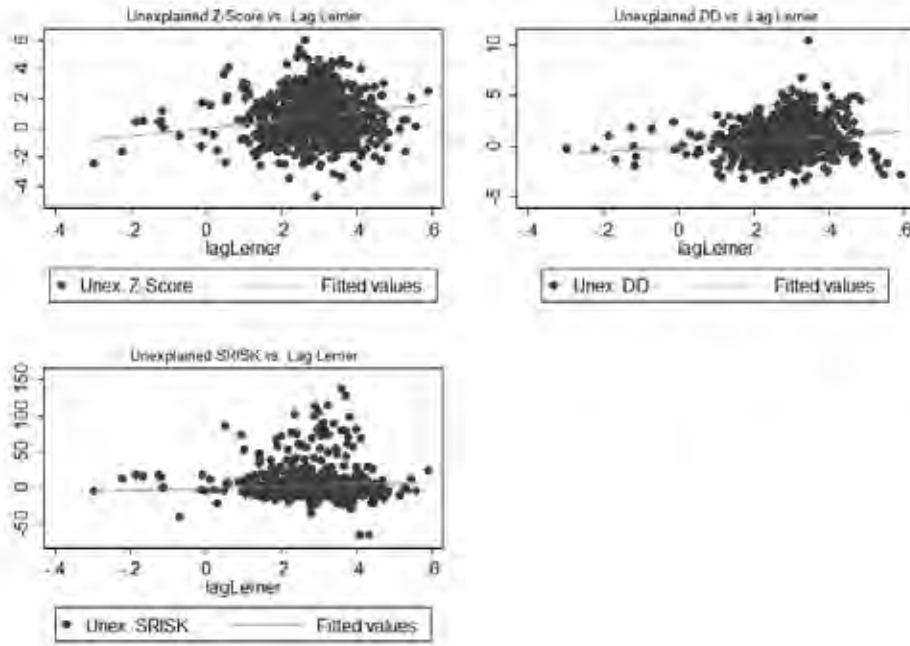 Unexplained Z-Score vs. Lag Lerner
6
4
2
0
-2
-4
-.4 -.2 0 .2 .4 .6
lagLerner
Unex. Z-Score Fitted values
Unexplained DD vs. Lag Lerner
10
5
0
-5
-.4 -.2 0 .2 .4 .6
lagLerner
Unex. DD Fitted values
Unexplained SRISK vs. Lag Lerner
150
100
50
0
-50
-.4 -.2 0 .2 .4 .6
lagLerner
Unex. SRISK Fitted values